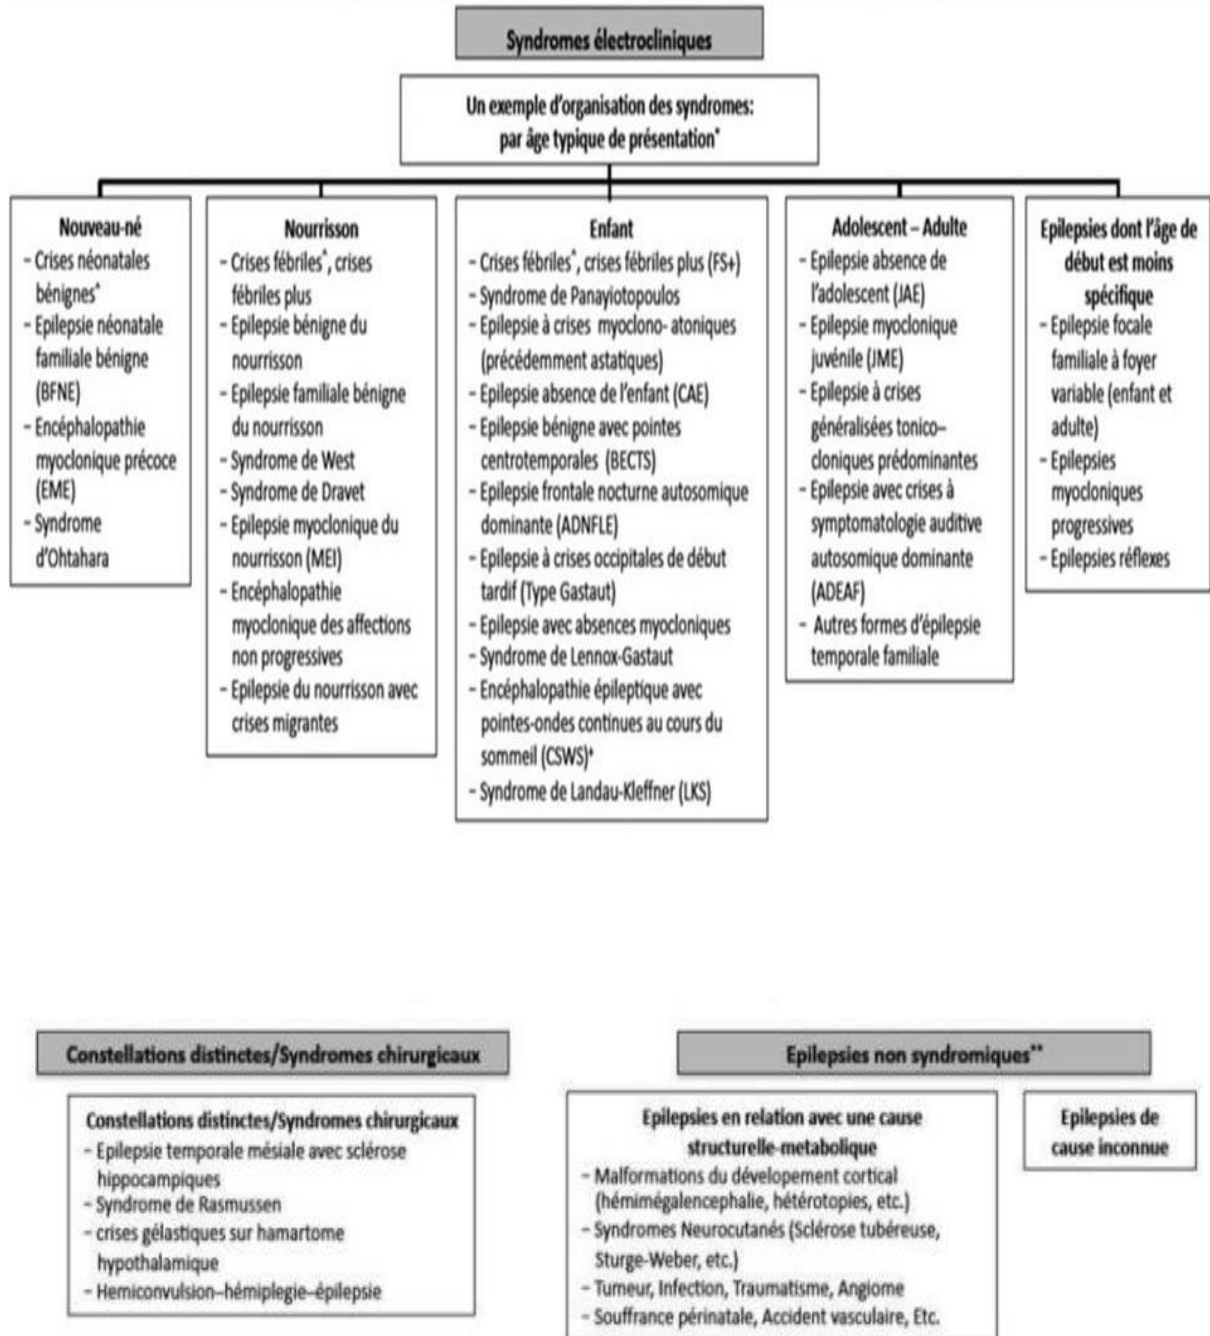 Syndromes électrocliniques
Un exemple d'organisation des syndromes:
par âge typique de présentation*
Nouveau-né
- Crises néonatales
bénignes^
- Epilepsie néonatale
familiale bénigne
(BFNE)
- Encéphalopathie
myoclonique précoce
(EME)
- Syndrome
d'Ohtahara
Nourrisson
- Crises fébriles^, crises
fébriles plus
- Epilepsie bénigne du
nourrisson
- Epilepsie familiale bénigne
du nourrisson
- Syndrome de West
- Syndrome de Dravet
- Epilepsie myoclonique du
nourrisson (MEI)
- Encéphalopathie
myoclonique des affections
non progressives
- Epilepsie du nourrisson avec
crises migrantes
Enfant
- Crises fébriles^, crises fébriles plus (FS+)
- Syndrome de Panayiotopoulos
- Epilepsie à crises myoclono- atoniques
(précédemment astatiques)
- Epilepsie absence de l'enfant (CAE)
- Epilepsie bénigne avec pointes
centrotemporales (BECTS)
- Epilepsie frontale nocturne autosomique
dominante (ADNFLE)
- Epilepsie à crises occipitales de début
tardif (Type Gastaut)
- Epilepsie avec absences myocloniques
- Syndrome de Lennox-Gastaut
- Encéphalopathie épileptique avec
pointes-ondes continues au cours du
sommeil (CSWS)+
- Syndrome de Landau-Kleffner (LKS)
Adolescent – Adulte
- Epilepsie absence de
l'adolescent (JAE)
- Epilepsie myoclonique
juvénile (JME)
- Epilepsie à crises
généralisées tonico–
cloniques prédominantes
- Epilepsie avec crises à
symptomatologie auditive
autosomique dominante
(ADEAF)
- Autres formes d'épilepsie
temporale familiale
Epilepsies dont l'âge de
début est moins
spécifique
- Epilepsie focale
familiale à foyer
variable (enfant et
adulte)
- Epilepsies
myocloniques
progressives
- Epilepsies réflexes
Constellations distinctes/Syndromes chirurgicaux
Constellations distinctes/Syndromes chirurgicaux
- Epilepsie temporale mésiale avec sclérose
hippocampiques
- Syndrome de Rasmussen
- crises gélastiques sur hamartome
hypothalamique
- Hemiconvulsion–hémiplegie–épilepsie
Epilepsies non syndromiques**
Epilepsies en relation avec une cause
structurelle-metabolique
- Malformations du dévelopement cortical
(hémimégalencephalie, hétérotopies, etc.)
- Syndromes Neurocutanés (Sclérose tubéreuse,
Sturge-Weber, etc.)
- Tumeur, Infection, Traumatisme, Angiome
- Souffrance périnatale, Accident vasculaire, Etc.
Epilepsies de
cause inconnue